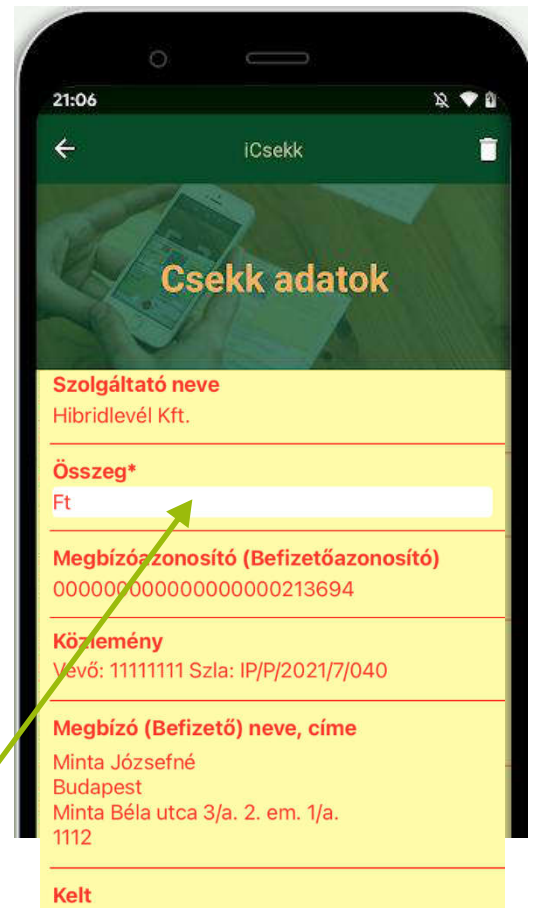 21:06
iCsekk
Csekk adatok
Szolgáltató neve
Hibridlevél Kft.
Összeg*
Ft
Megbízóazonosító (Befizetőazonosító)
000000000000000000213694
Közlemény
Vevő: 11111111 Szla: IP/P/2021/7/040
Megbízó (Befizető) neve, címe
Minta Józsefné
Budapest
Minta Béla utca 3/a. 2. em. 1/a.
1112
Kelt